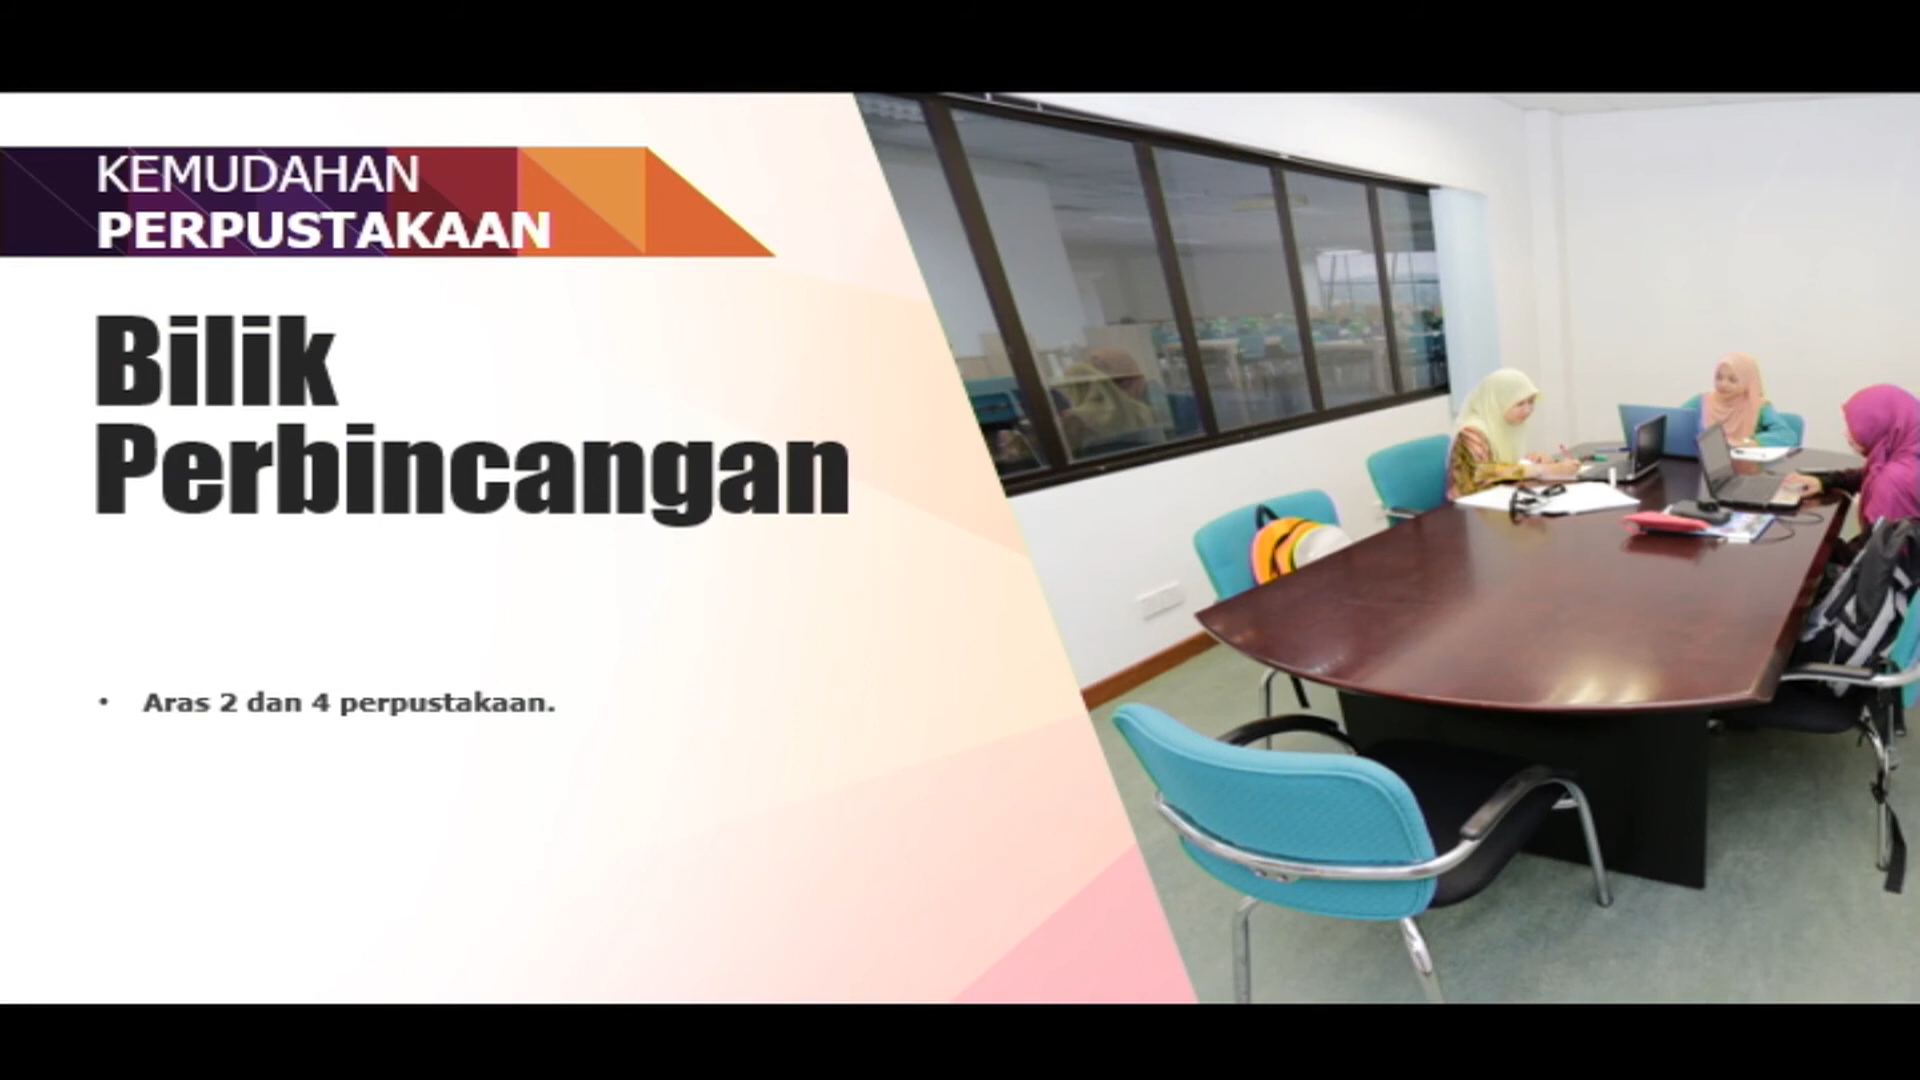 KEMUDAHAN
PERPUSTAKAAN
Bilik
Perbincangan
• Aras 2 dan 4 perpustakaan.